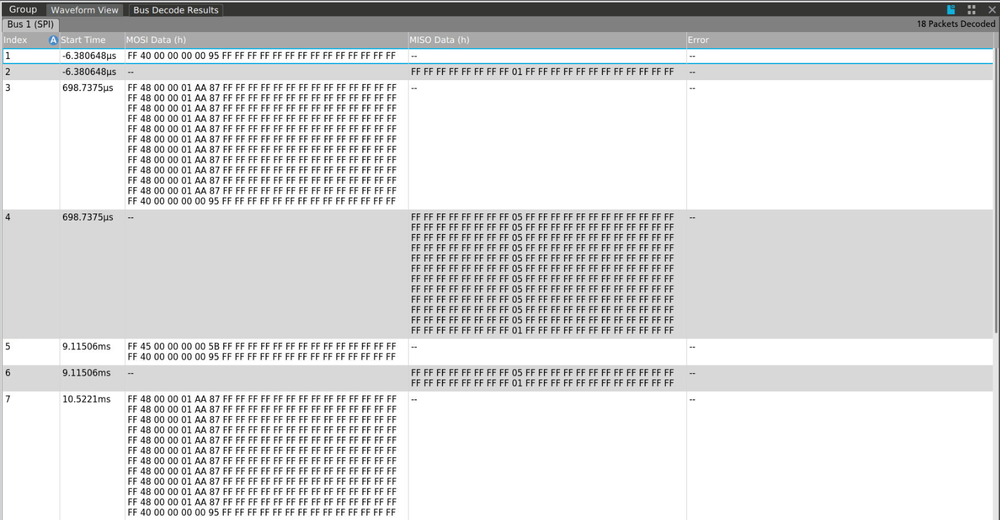 Group Waveform View Bus Decode Results
Bus 1 (SPI) 18 Packets Decoded
Index A Start Time MOSI Data (h) MISO Data (h) Error
1 -6.380648µs FF 40 00 00 00 00 95 FF FF FF FF FF FF FF FF FF FF FF FF FF FF -- --
2 -6.380648µs -- FF FF FF FF FF FF FF FF 01 FF FF FF FF FF FF FF FF FF FF FF FF --
3 698.7375µs FF 48 00 00 01 AA 87 FF FF FF FF FF FF FF FF FF FF FF FF FF FF -- --
FF 48 00 00 01 AA 87 FF FF FF FF FF FF FF FF FF FF FF FF FF FF
FF 48 00 00 01 AA 87 FF FF FF FF FF FF FF FF FF FF FF FF FF FF
FF 48 00 00 01 AA 87 FF FF FF FF FF FF FF FF FF FF FF FF FF FF
FF 48 00 00 01 AA 87 FF FF FF FF FF FF FF FF FF FF FF FF FF FF
FF 48 00 00 01 AA 87 FF FF FF FF FF FF FF FF FF FF FF FF FF FF
FF 48 00 00 01 AA 87 FF FF FF FF FF FF FF FF FF FF FF FF FF FF
FF 48 00 00 01 AA 87 FF FF FF FF FF FF FF FF FF FF FF FF FF FF
FF 48 00 00 01 AA 87 FF FF FF FF FF FF FF FF FF FF FF FF FF FF
FF 48 00 00 01 AA 87 FF FF FF FF FF FF FF FF FF FF FF FF FF FF
FF 48 00 00 01 AA 87 FF FF FF FF FF FF FF FF FF FF FF FF FF FF
FF 40 00 00 00 00 95 FF FF FF FF FF FF FF FF FF FF FF FF FF FF
4 698.7375µs -- FF FF FF FF FF FF FF FF 05 FF FF FF FF FF FF FF FF FF FF FF FF --
FF FF FF FF FF FF FF FF 05 FF FF FF FF FF FF FF FF FF FF FF FF
FF FF FF FF FF FF FF FF 05 FF FF FF FF FF FF FF FF FF FF FF FF
FF FF FF FF FF FF FF FF 05 FF FF FF FF FF FF FF FF FF FF FF FF
FF FF FF FF FF FF FF FF 05 FF FF FF FF FF FF FF FF FF FF FF FF
FF FF FF FF FF FF FF FF 05 FF FF FF FF FF FF FF FF FF FF FF FF
FF FF FF FF FF FF FF FF 05 FF FF FF FF FF FF FF FF FF FF FF FF
FF FF FF FF FF FF FF FF 05 FF FF FF FF FF FF FF FF FF FF FF FF
FF FF FF FF FF FF FF FF 05 FF FF FF FF FF FF FF FF FF FF FF FF
FF FF FF FF FF FF FF FF 05 FF FF FF FF FF FF FF FF FF FF FF FF
FF FF FF FF FF FF FF FF 05 FF FF FF FF FF FF FF FF FF FF FF FF
FF FF FF FF FF FF FF FF 01 FF FF FF FF FF FF FF FF FF FF FF FF
5 9.11506ms FF 45 00 00 00 00 5B FF FF FF FF FF FF FF FF FF FF FF FF FF FF -- --
FF 40 00 00 00 00 95 FF FF FF FF FF FF FF FF FF FF FF FF FF FF
6 9.11506ms -- FF FF FF FF FF FF FF FF 05 FF FF FF FF FF FF FF FF FF FF FF FF --
FF FF FF FF FF FF FF FF 01 FF FF FF FF FF FF FF FF FF FF FF FF
7 10.5221ms FF 48 00 00 01 AA 87 FF FF FF FF FF FF FF FF FF FF FF FF FF FF -- --
FF 48 00 00 01 AA 87 FF FF FF FF FF FF FF FF FF FF FF FF FF FF
FF 48 00 00 01 AA 87 FF FF FF FF FF FF FF FF FF FF FF FF FF FF
FF 48 00 00 01 AA 87 FF FF FF FF FF FF FF FF FF FF FF FF FF FF
FF 48 00 00 01 AA 87 FF FF FF FF FF FF FF FF FF FF FF FF FF FF
FF 48 00 00 01 AA 87 FF FF FF FF FF FF FF FF FF FF FF FF FF FF
FF 48 00 00 01 AA 87 FF FF FF FF FF FF FF FF FF FF FF FF FF FF
FF 48 00 00 01 AA 87 FF FF FF FF FF FF FF FF FF FF FF FF FF FF
FF 48 00 00 01 AA 87 FF FF FF FF FF FF FF FF FF FF FF FF FF FF
FF 48 00 00 01 AA 87 FF FF FF FF FF FF FF FF FF FF FF FF FF FF
FF 48 00 00 01 AA 87 FF FF FF FF FF FF FF FF FF FF FF FF FF FF
FF 40 00 00 00 00 95 FF FF FF FF FF FF FF FF FF FF FF FF FF FF